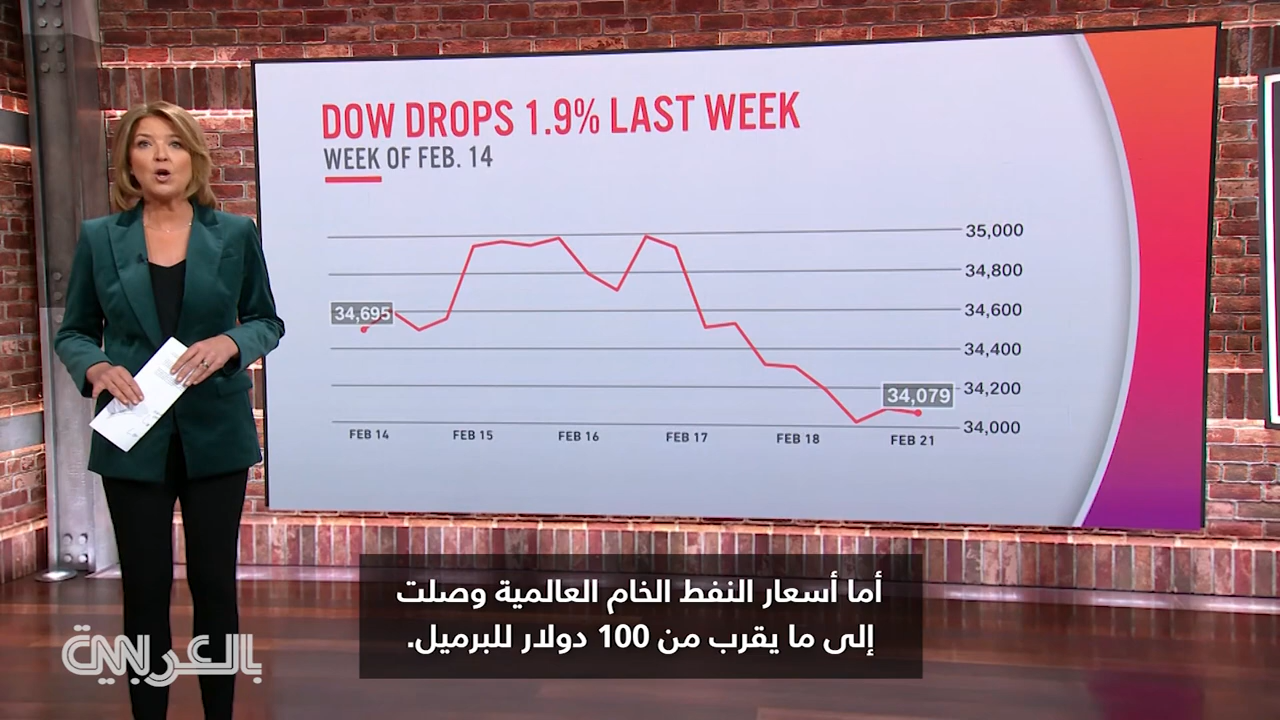 DOW DROPS 1.9% LAST WEEK
WEEK OF FEB. 14
35,000
34,800
34,695
34,600
34,400
34,200
34,079
34,000
FEB 14
FEB 15
FEB 16
FEB 17
FEB 18
FEB 21
أما أسعار النفط الخام العالمية وصلت
إلى ما يقرب من 100 دولار للبرميل.
CNN بالعربية